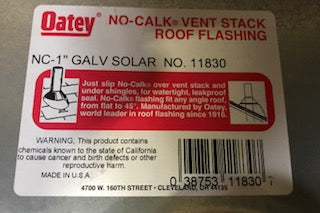 Oatey NO-CALK® VENT STACK
ROOF FLASHING
NC-1" GALV SOLAR NO. 11830
Just slip No-Calk® over vent stack and
under shingles, for watertight, leakproof
seal. No-Calk® flashing fit any angle roof,
from flat to 45°. Manufactured by Oatey,
world leader in roof flashing since 1916.
WARNING: This product contains
chemicals known to the state of California
to cause cancer and birth defects or other
reproductive harm.
MADE IN U.S.A.
0 38753 11830 7
4700 W. 160TH STREET - CLEVELAND, OH 44135